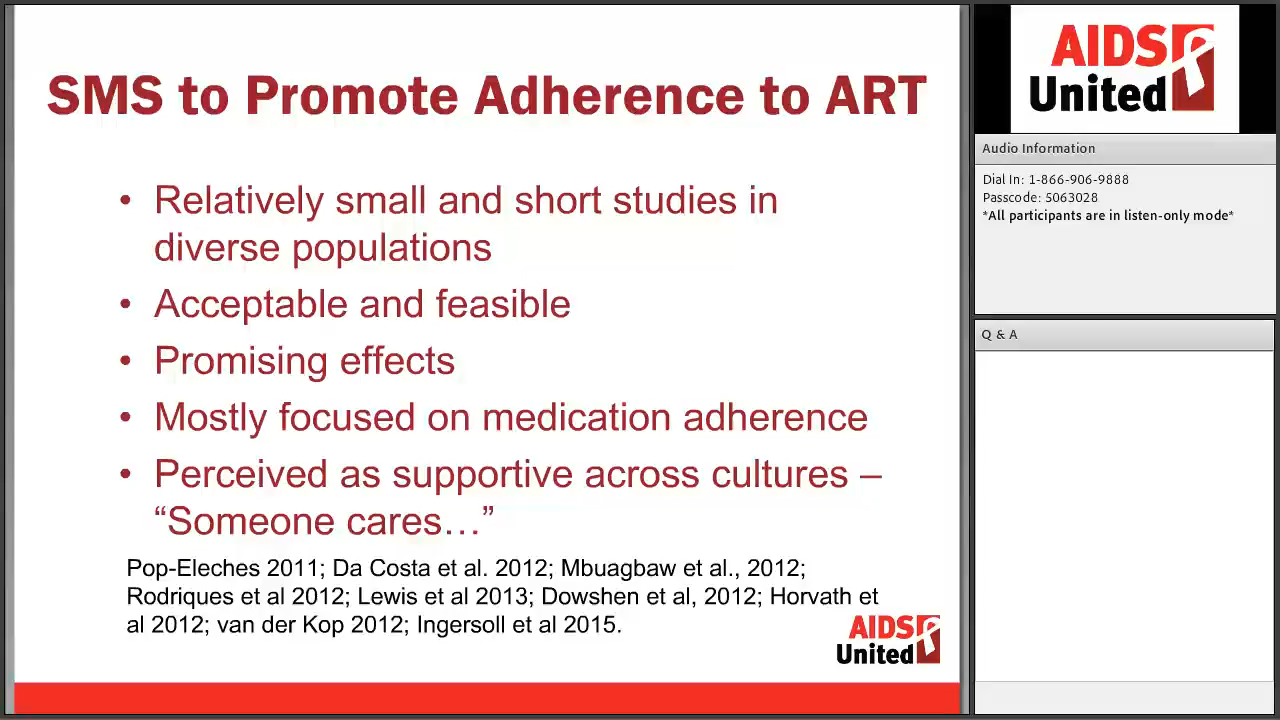 SMS to Promote Adherence to ART
• Relatively small and short studies in
diverse populations
• Acceptable and feasible
• Promising effects
• Mostly focused on medication adherence
• Perceived as supportive across cultures –
“Someone cares…”
Pop-Eleches 2011; Da Costa et al. 2012; Mbuagbaw et al., 2012;
Rodriques et al 2012; Lewis et al 2013; Dowshen et al, 2012; Horvath et
al 2012; van der Kop 2012; Ingersoll et al 2015.
AIDS
United
AIDS
United
Audio Information
Dial In: 1-866-906-9888
Passcode: 5063028
*All participants are in listen-only mode*
Q & A